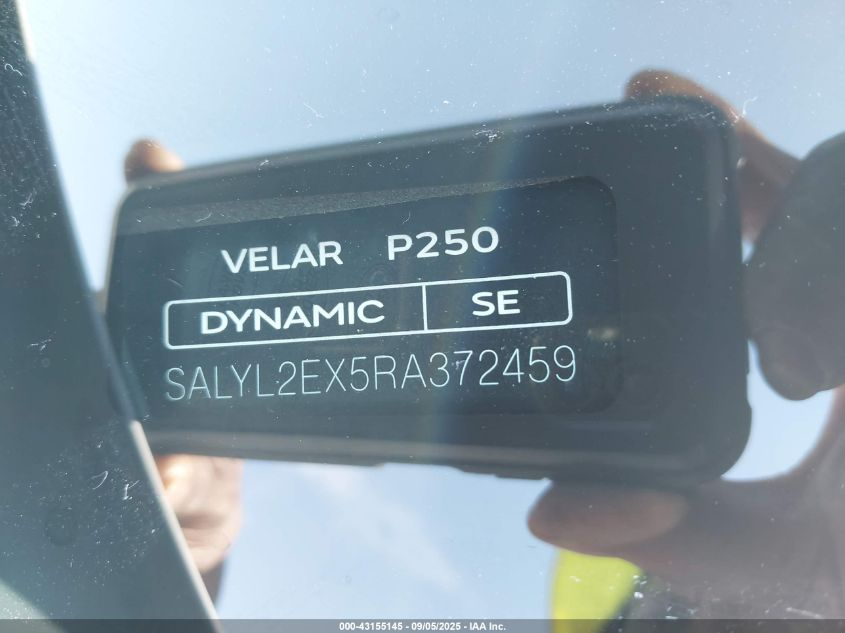 VELAR P250
DYNAMIC SE
SALYL2EX5RA372459
000-43155145 - 09/05/2025 - IAA Inc.